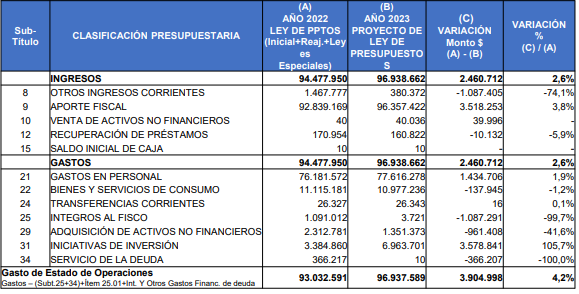 Sub-Título CLASIFICACIÓN PRESUPUESTARIA (A) AÑO 2022 LEY DE PPTOS (Inicial+Reaj.+Leyes Especiales) (B) AÑO 2023 PROYECTO DE LEY DE PRESUPUESTOS (C) VARIACIÓN Monto $ (A) - (B) VARIACIÓN % (C) / (A)
INGRESOS 94.477.950 96.938.662 2.460.712 2,6%
8 OTROS INGRESOS CORRIENTES 1.467.777 380.372 -1.087.405 -74,1%
9 APORTE FISCAL 92.839.169 96.357.422 3.518.253 3,8%
10 VENTA DE ACTIVOS NO FINANCIEROS 40 40.036 39.996 -
12 RECUPERACIÓN DE PRÉSTAMOS 170.954 160.822 -10.132 -5,9%
15 SALDO INICIAL DE CAJA 10 10 - -
GASTOS 94.477.950 96.938.662 2.460.712 2,6%
21 GASTOS EN PERSONAL 76.181.572 77.616.278 1.434.706 1,9%
22 BIENES Y SERVICIOS DE CONSUMO 11.115.181 10.977.236 -137.945 -1,2%
24 TRANSFERENCIAS CORRIENTES 26.327 26.343 16 0,1%
25 INTEGROS AL FISCO 1.091.012 3.721 -1.087.291 -99,7%
29 ADQUISICIÓN DE ACTIVOS NO FINANCIEROS 2.312.781 1.351.373 -961.408 -41,6%
31 INICIATIVAS DE INVERSIÓN 3.384.860 6.963.701 3.578.841 105,7%
34 SERVICIO DE LA DEUDA 366.217 10 -366.207 -100,0%
Gasto de Estado de Operaciones 93.032.591 96.937.589 3.904.998 4,2%
Gastos – (Subt.25+34)+Ítem 25.01+Int. Y Otros Gastos Financ. de deuda